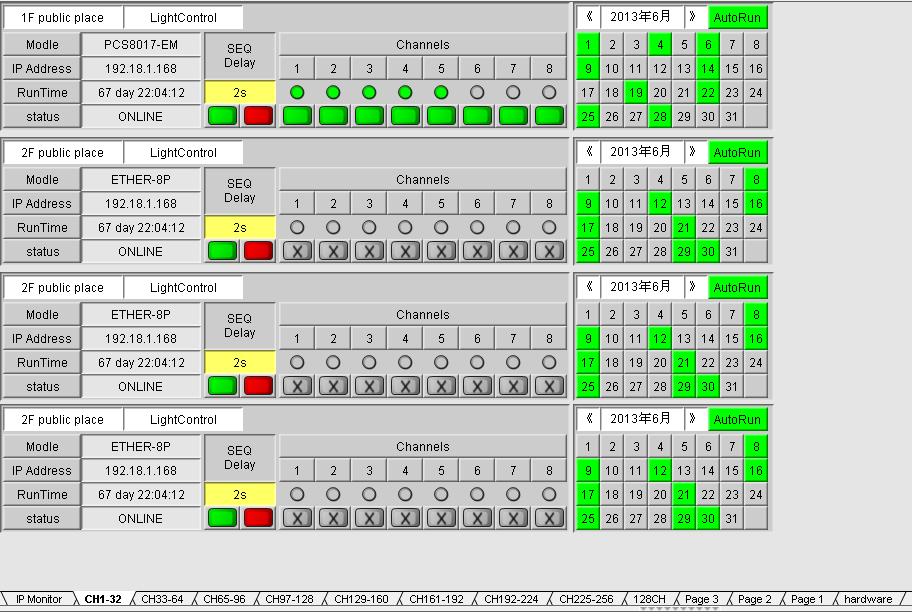 1F public place LightControl 《 2013年6月 》 AutoRun
Modle PCS8017-EM SEQ Delay Channels 1 2 3 4 5 6 7 8
IP Address 192.18.1.168 1 2 3 4 5 6 7 8 9 10 11 12 13 14 15 16
RunTime 67 day 22:04:12 2s 17 18 19 20 21 22 23 24
status ONLINE 25 26 27 28 29 30 31
2F public place LightControl 《 2013年6月 》 AutoRun
Modle ETHER-8P SEQ Delay Channels 1 2 3 4 5 6 7 8
IP Address 192.18.1.168 1 2 3 4 5 6 7 8 9 10 11 12 13 14 15 16
RunTime 67 day 22:04:12 2s 17 18 19 20 21 22 23 24
status ONLINE X X X X X X X X 25 26 27 28 29 30 31
2F public place LightControl 《 2013年6月 》 AutoRun
Modle ETHER-8P SEQ Delay Channels 1 2 3 4 5 6 7 8
IP Address 192.18.1.168 1 2 3 4 5 6 7 8 9 10 11 12 13 14 15 16
RunTime 67 day 22:04:12 2s 17 18 19 20 21 22 23 24
status ONLINE X X X X X X X X 25 26 27 28 29 30 31
2F public place LightControl 《 2013年6月 》 AutoRun
Modle ETHER-8P SEQ Delay Channels 1 2 3 4 5 6 7 8
IP Address 192.18.1.168 1 2 3 4 5 6 7 8 9 10 11 12 13 14 15 16
RunTime 67 day 22:04:12 2s 17 18 19 20 21 22 23 24
status ONLINE X X X X X X X X 25 26 27 28 29 30 31
IP Monitor CH1-32 CH33-64 CH65-96 CH97-128 CH129-160 CH161-192 CH192-224 CH225-256 128CH Page 3 Page 2 Page 1 hardware